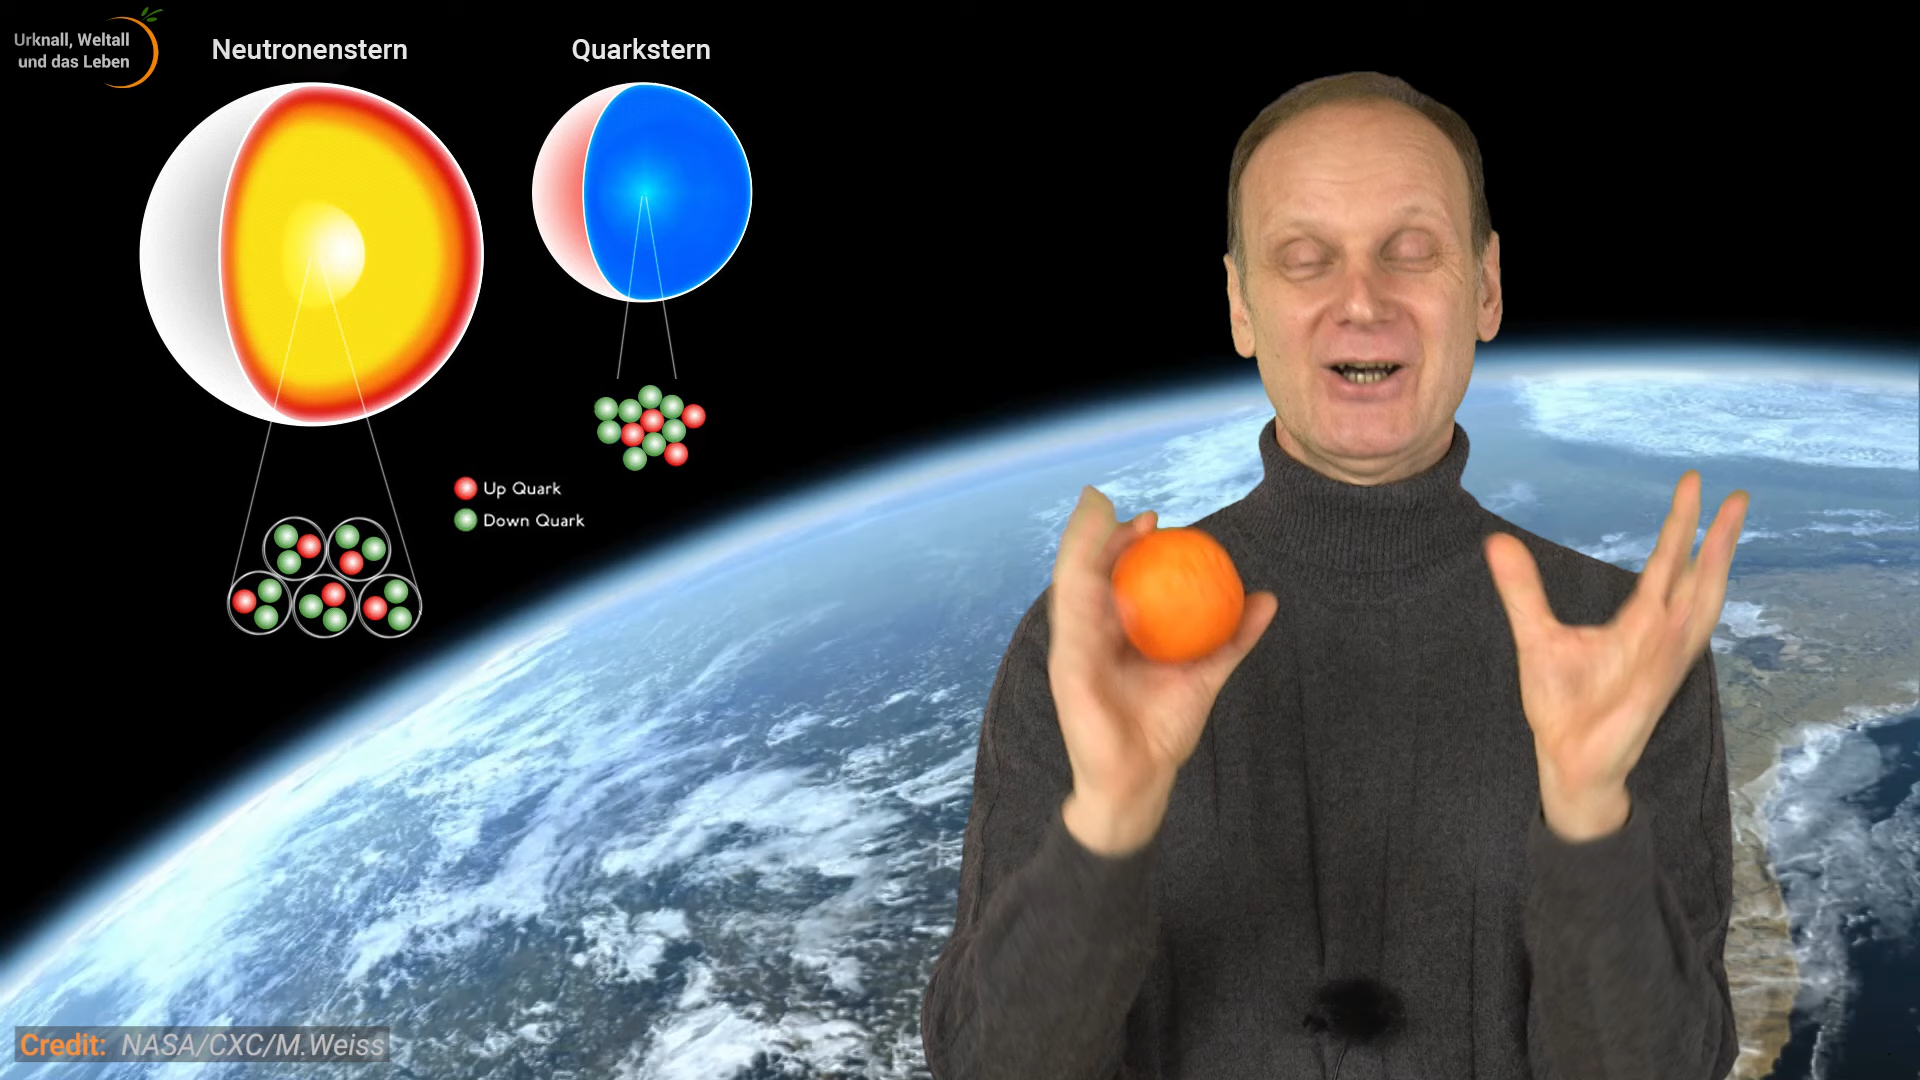 Urknall, Weltall
und das Leben
Neutronenstern
Quarkstern
Up Quark
Down Quark
Credit: NASA/CXC/M.Weiss